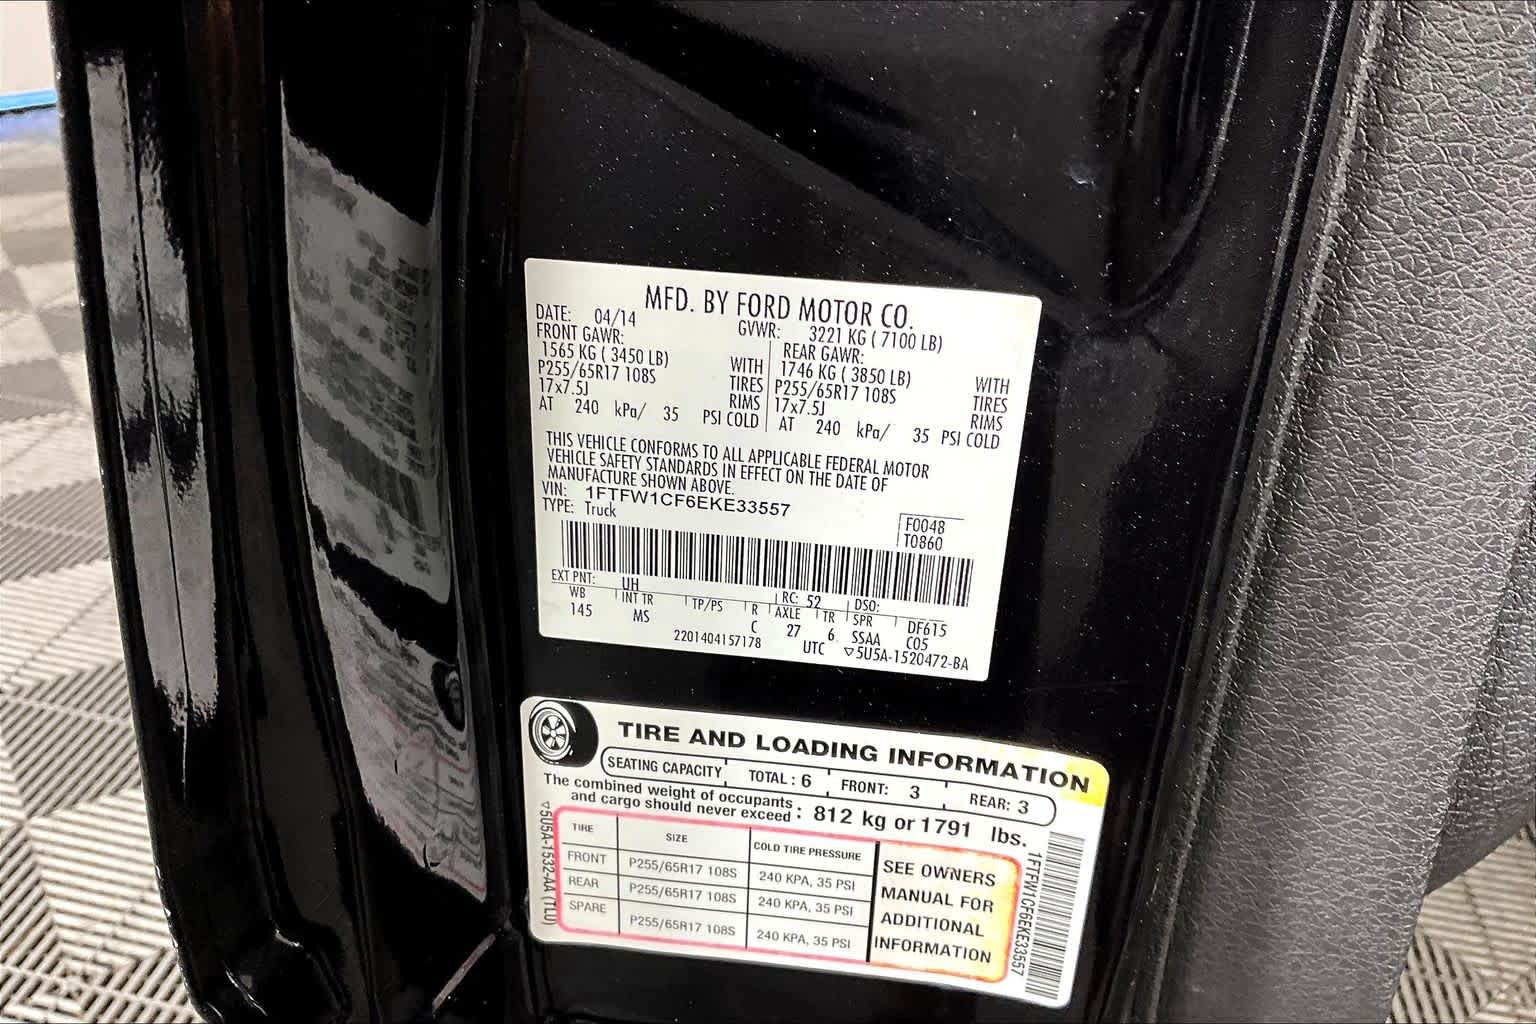 MFD. BY FORD MOTOR CO.
DATE: 04/14 GVWR: 3221 KG ( 7100 LB)
FRONT GAWR: REAR GAWR:
1565 KG ( 3450 LB) WITH 1746 KG ( 3850 LB) WITH
P255/65R17 108S TIRES P255/65R17 108S TIRES
17x7.5J RIMS 17x7.5J RIMS
AT 240 kPa/ 35 PSI COLD AT 240 kPa/ 35 PSI COLD
THIS VEHICLE CONFORMS TO ALL APPLICABLE FEDERAL MOTOR
VEHICLE SAFETY STANDARDS IN EFFECT ON THE DATE OF
MANUFACTURE SHOWN ABOVE.
VIN: 1FTFW1CF6EKE33557
TYPE: Truck
F0048
T0860
EXT PNT: UH RC: 52 DSO:
WB INT TR TP/PS R AXLE TR SPR DF615
145 MS C 27 6 SSAA C05
2201404157178 UTC ▽5U5A-1520472-BA
TIRE AND LOADING INFORMATION
SEATING CAPACITY TOTAL : 6 FRONT: 3 REAR: 3
The combined weight of occupants
and cargo should never exceed : 812 kg or 1791 lbs.
TIRE SIZE COLD TIRE PRESSURE
FRONT P255/65R17 108S 240 KPA, 35 PSI
REAR P255/65R17 108S 240 KPA, 35 PSI
SPARE P255/65R17 108S 240 KPA, 35 PSI
SEE OWNERS
MANUAL FOR
ADDITIONAL
INFORMATION
▽5U5A-1532-AA (TLU)
1FTFW1CF6EKE33557